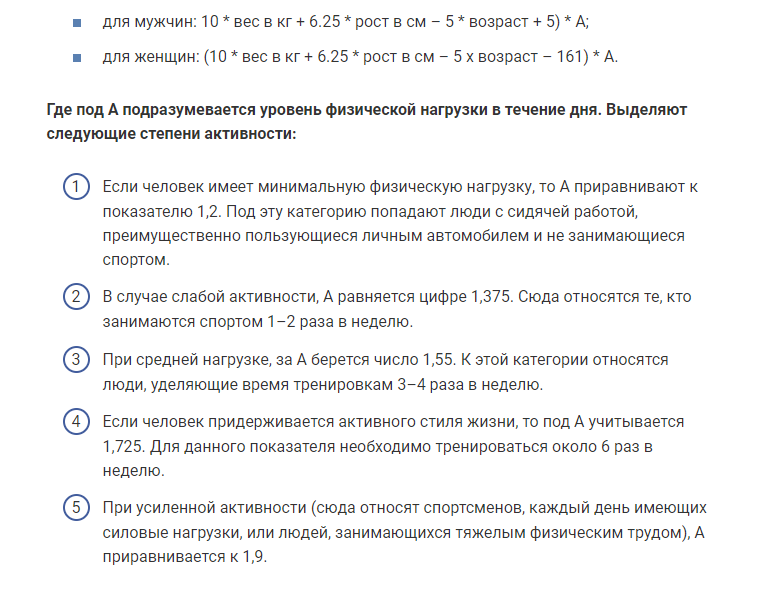 для мужчин: 10 * вес в кг + 6.25 * рост в см – 5 * возраст + 5) * А;
для женщин: (10 * вес в кг + 6.25 * рост в см – 5 х возраст – 161) * А.
Где под А подразумевается уровень физической нагрузки в течение дня. Выделяют
следующие степени активности:
1 Если человек имеет минимальную физическую нагрузку, то А приравнивают к
показателю 1,2. Под эту категорию попадают люди с сидячей работой,
преимущественно пользующиеся личным автомобилем и не занимающиеся
спортом.
2 В случае слабой активности, А равняется цифре 1,375. Сюда относятся те, кто
занимаются спортом 1–2 раза в неделю.
3 При средней нагрузке, за А берется число 1,55. К этой категории относятся
люди, уделяющие время тренировкам 3–4 раза в неделю.
4 Если человек придерживается активного стиля жизни, то под А учитывается
1,725. Для данного показателя необходимо тренироваться около 6 раз в
неделю.
5 При усиленной активности (сюда относят спортсменов, каждый день имеющих
силовые нагрузки, или людей, занимающихся тяжелым физическим трудом), А
приравнивается к 1,9.